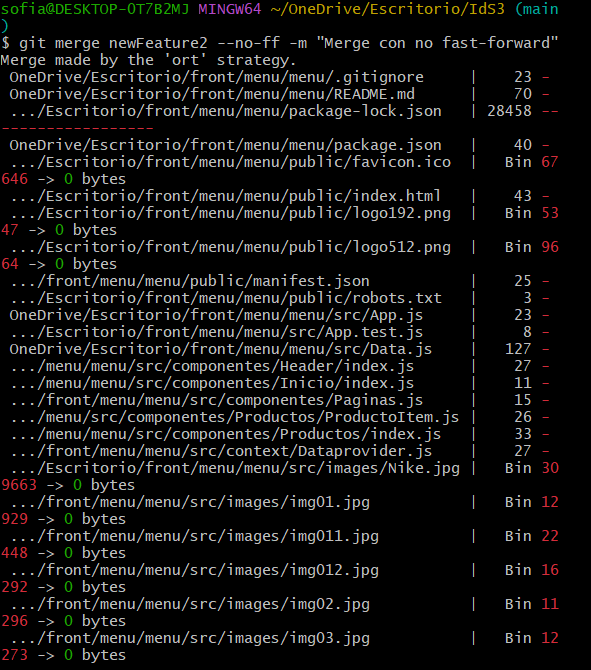 sofia@DESKTOP-OT7B2MJ MINGW64 ~/OneDrive/Escritorio/IdS3 (main
)
$ git merge newFeature2 --no-ff -m "Merge con no fast-forward"
Merge made by the 'ort' strategy.
 OneDrive/Escritorio/front/menu/menu/.gitignore     |    23 -
 OneDrive/Escritorio/front/menu/menu/README.md      |    70 -
 .../Escritorio/front/menu/menu/package-lock.json   | 28458 --
-----------------
 OneDrive/Escritorio/front/menu/menu/package.json   |    40 -
 .../Escritorio/front/menu/menu/public/favicon.ico  |   Bin 67
646 -> 0 bytes
 .../Escritorio/front/menu/menu/public/index.html   |    43 -
 .../Escritorio/front/menu/menu/public/logo192.png  |   Bin 53
47 -> 0 bytes
 .../Escritorio/front/menu/menu/public/logo512.png  |   Bin 96
64 -> 0 bytes
 .../front/menu/menu/public/manifest.json           |    25 -
 .../Escritorio/front/menu/menu/public/robots.txt   |     3 -
 OneDrive/Escritorio/front/menu/menu/src/App.js     |    23 -
 .../Escritorio/front/menu/menu/src/App.test.js     |     8 -
 OneDrive/Escritorio/front/menu/menu/src/Data.js    |   127 -
 .../menu/menu/src/componentes/Header/index.js      |    27 -
 .../menu/menu/src/componentes/Inicio/index.js      |    11 -
 .../front/menu/menu/src/componentes/Paginas.js     |    15 -
 .../menu/src/componentes/Productos/ProductoItem.js |    26 -
 .../menu/menu/src/componentes/Productos/index.js   |    33 -
 .../front/menu/menu/src/context/Dataprovider.js    |    27 -
 .../Escritorio/front/menu/menu/src/images/Nike.jpg |   Bin 30
9663 -> 0 bytes
 .../front/menu/menu/src/images/img01.jpg           |   Bin 12
929 -> 0 bytes
 .../front/menu/menu/src/images/img011.jpg          |   Bin 22
448 -> 0 bytes
 .../front/menu/menu/src/images/img012.jpg          |   Bin 16
292 -> 0 bytes
 .../front/menu/menu/src/images/img02.jpg           |   Bin 11
296 -> 0 bytes
 .../front/menu/menu/src/images/img03.jpg           |   Bin 12
273 -> 0 bytes